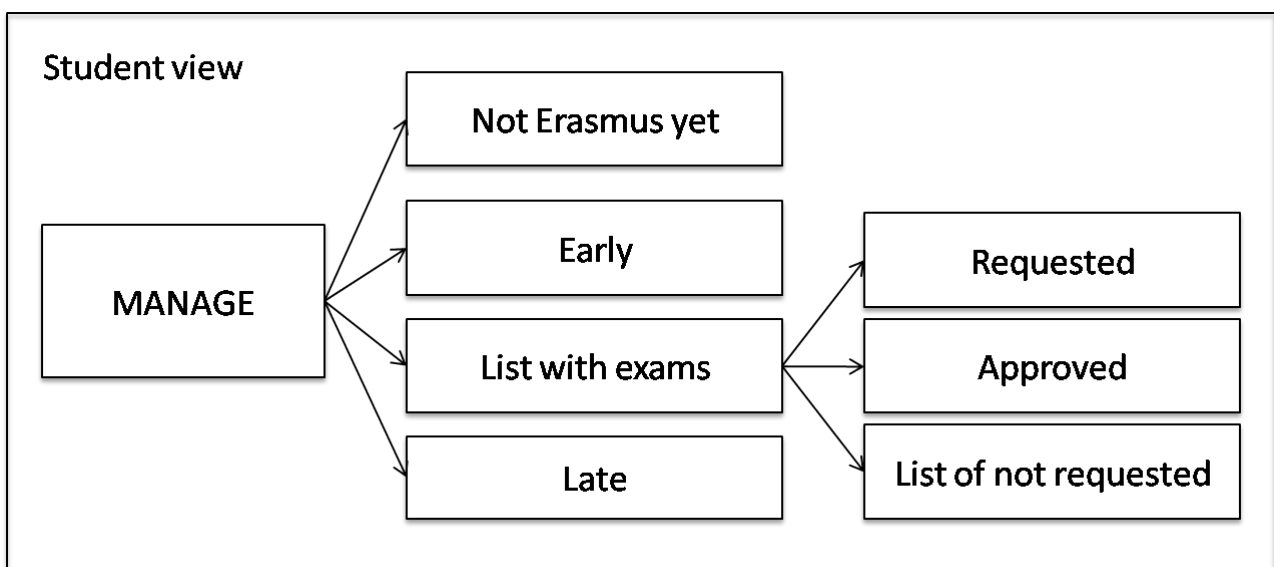 Student view
Not Erasmus yet
Early
Requested
MANAGE
List with exams
Approved
Late
List of not requested